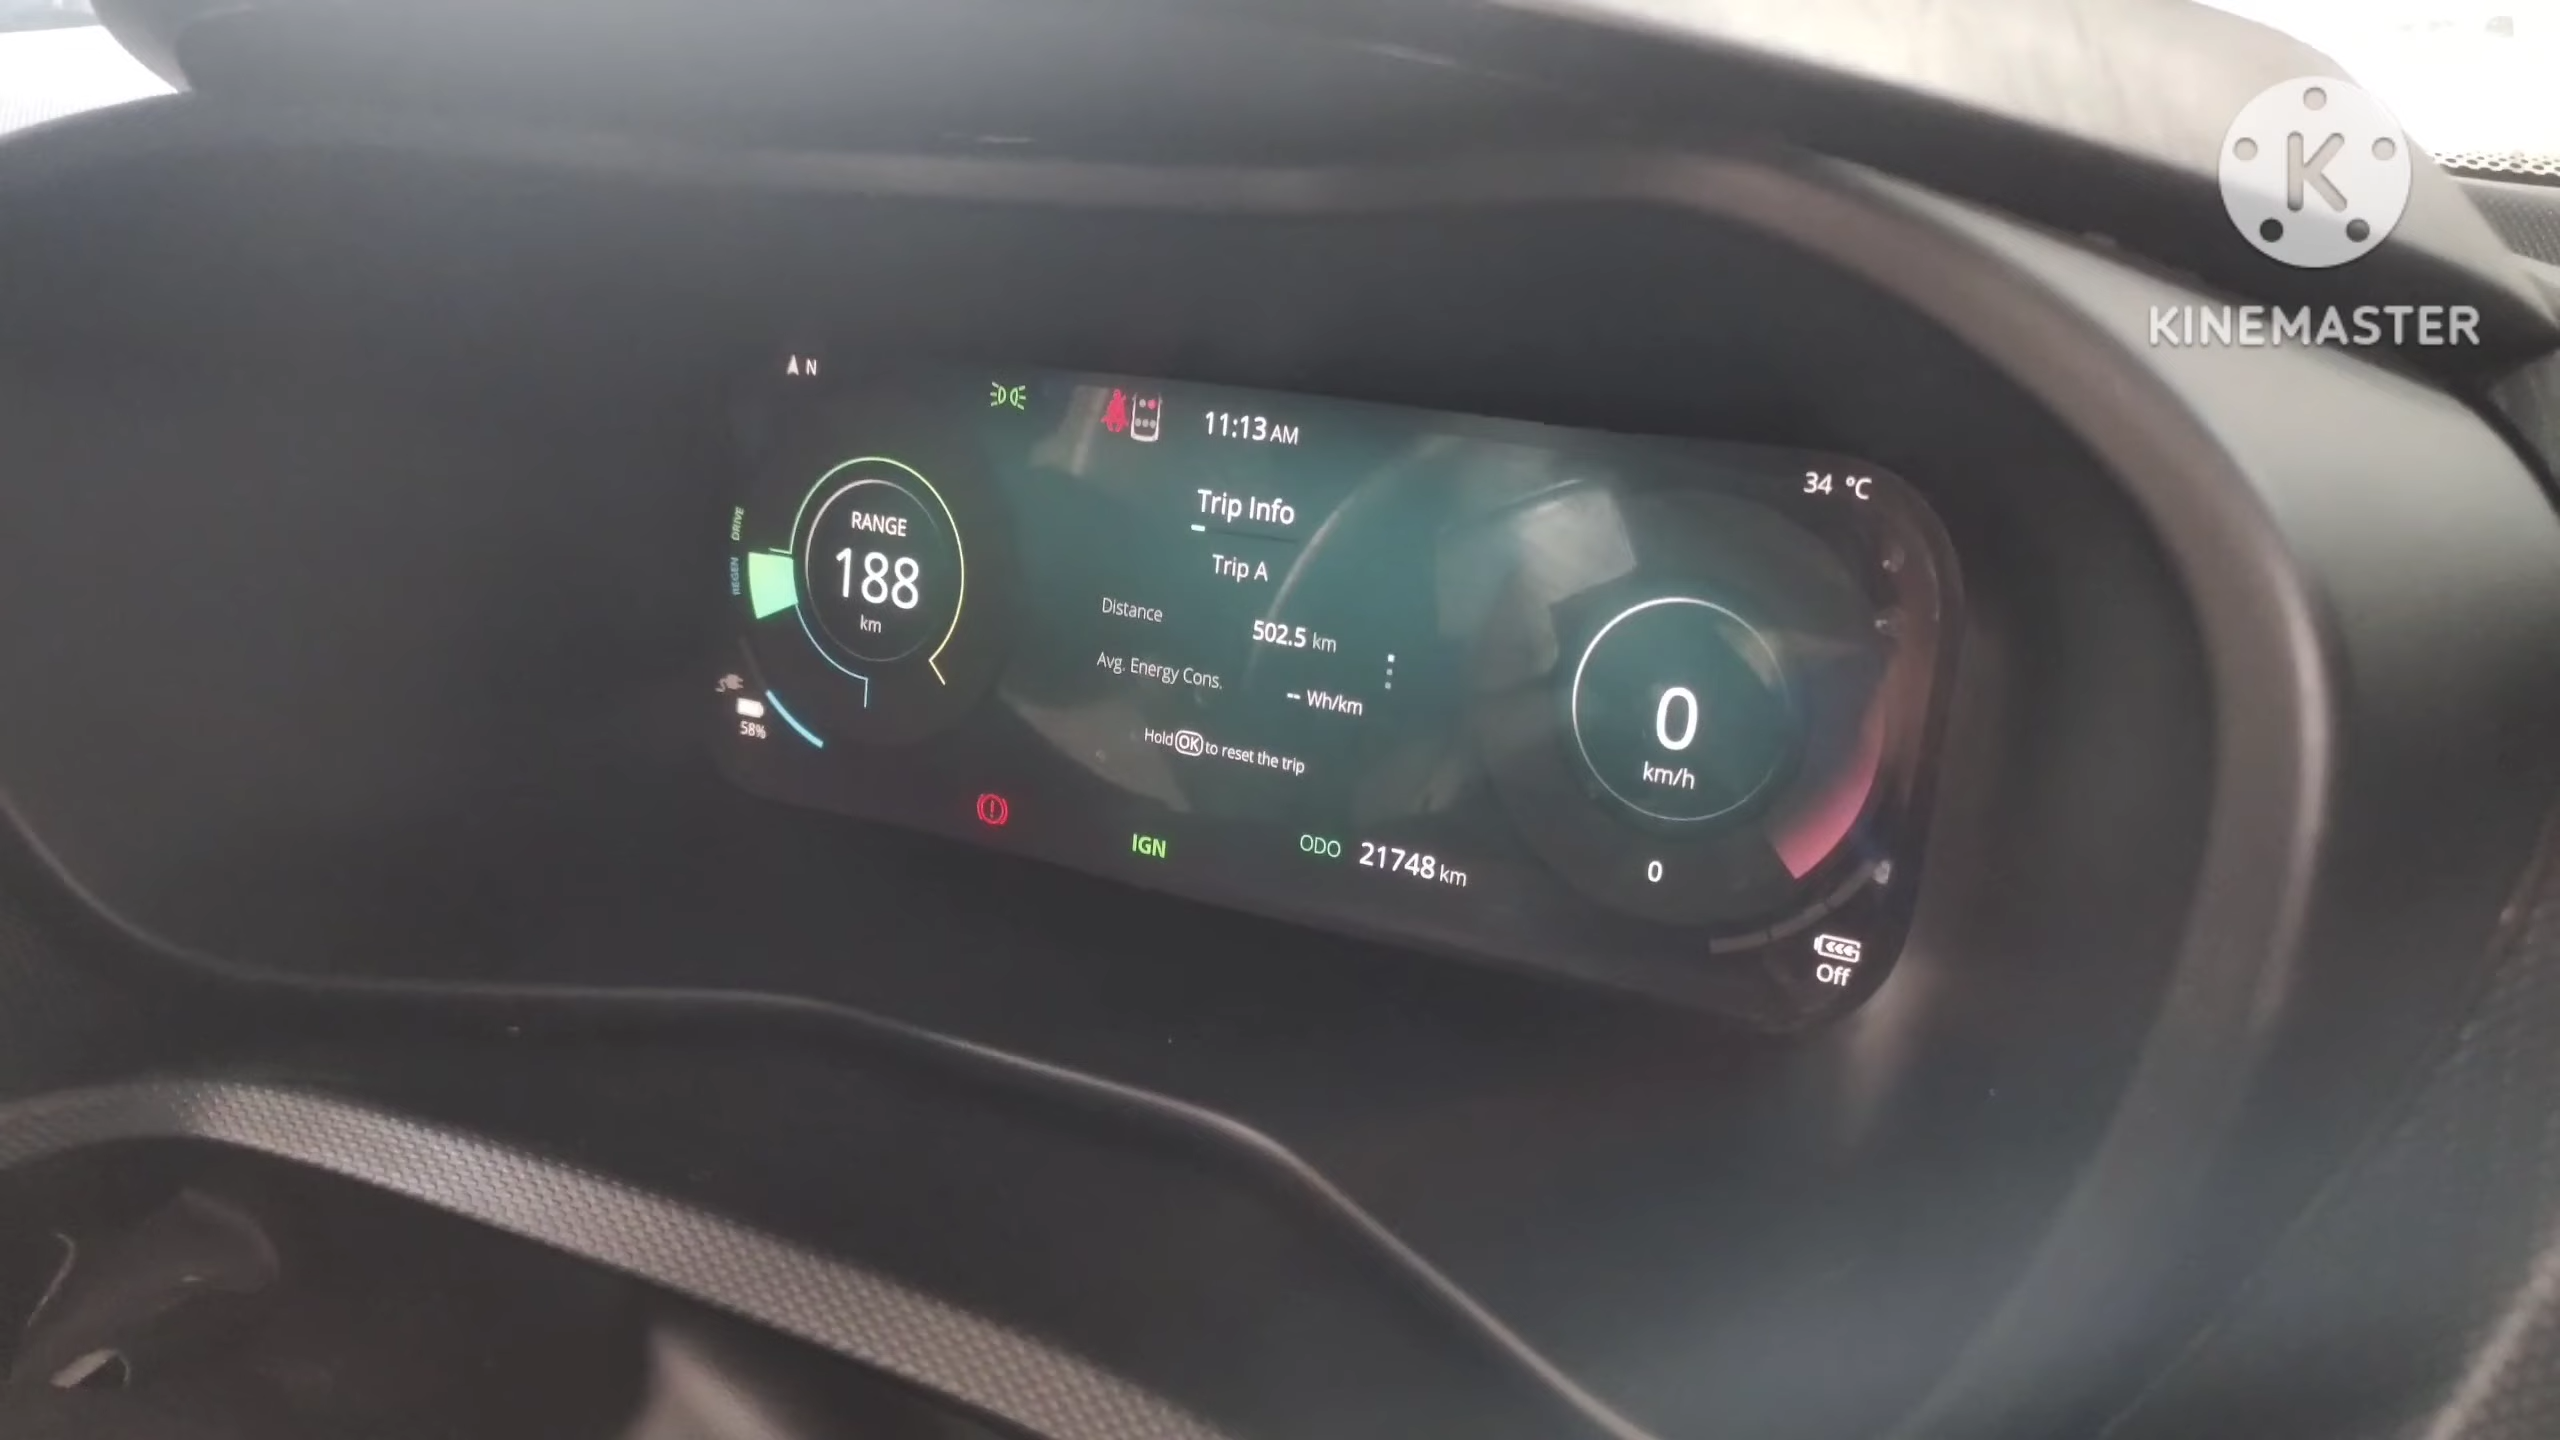 N
11:13 AM
34 °C
RANGE
188
km
DRIVE
REGEN
58%
Trip Info
Trip A
Distance
502.5 km
Avg. Energy Cons.
-- Wh/km
Hold OK to reset the trip
0
km/h
0
IGN
ODO 21748 km
Off
K
KINEMASTER